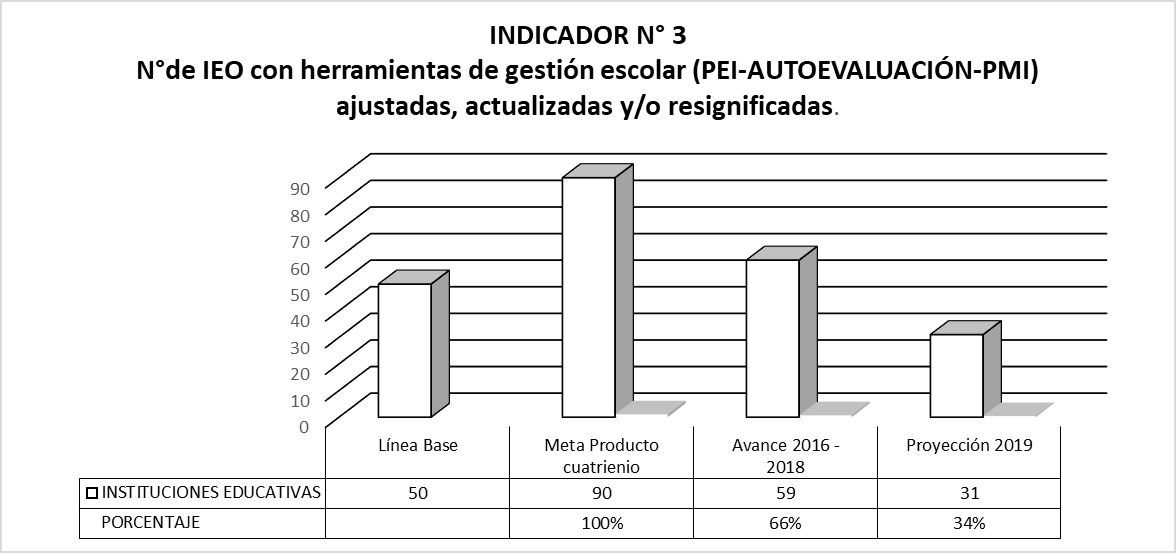 INDICADOR N° 3
N°de IEO con herramientas de gestión escolar (PEI-AUTOEVALUACIÓN-PMI)
ajustadas, actualizadas y/o resignificadas.
90
80
70
60
50
40
30
20
10
0
Línea Base
Meta Producto
cuatrienio
Avance 2016 -
2018
Proyección 2019
INSTITUCIONES EDUCATIVAS 50 90 59 31
PORCENTAJE 100% 66% 34%